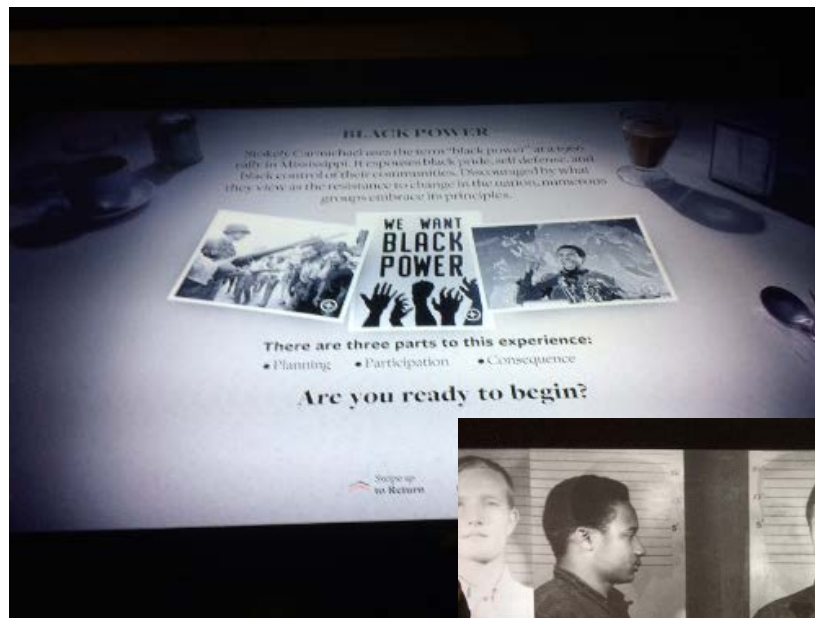 BLACK POWER
Stokely Carmichael uses the term "black power" at a 1966
rally in Mississippi. It espouses black pride, self defense, and
black control of their communities. Discouraged by what
they view as the resistance to change in the nation, numerous
groups embrace its principles.
WE WANT
BLACK
POWER
There are three parts to this experience:
• Planning • Participation • Consequence
Are you ready to begin?
Swipe up
to Return